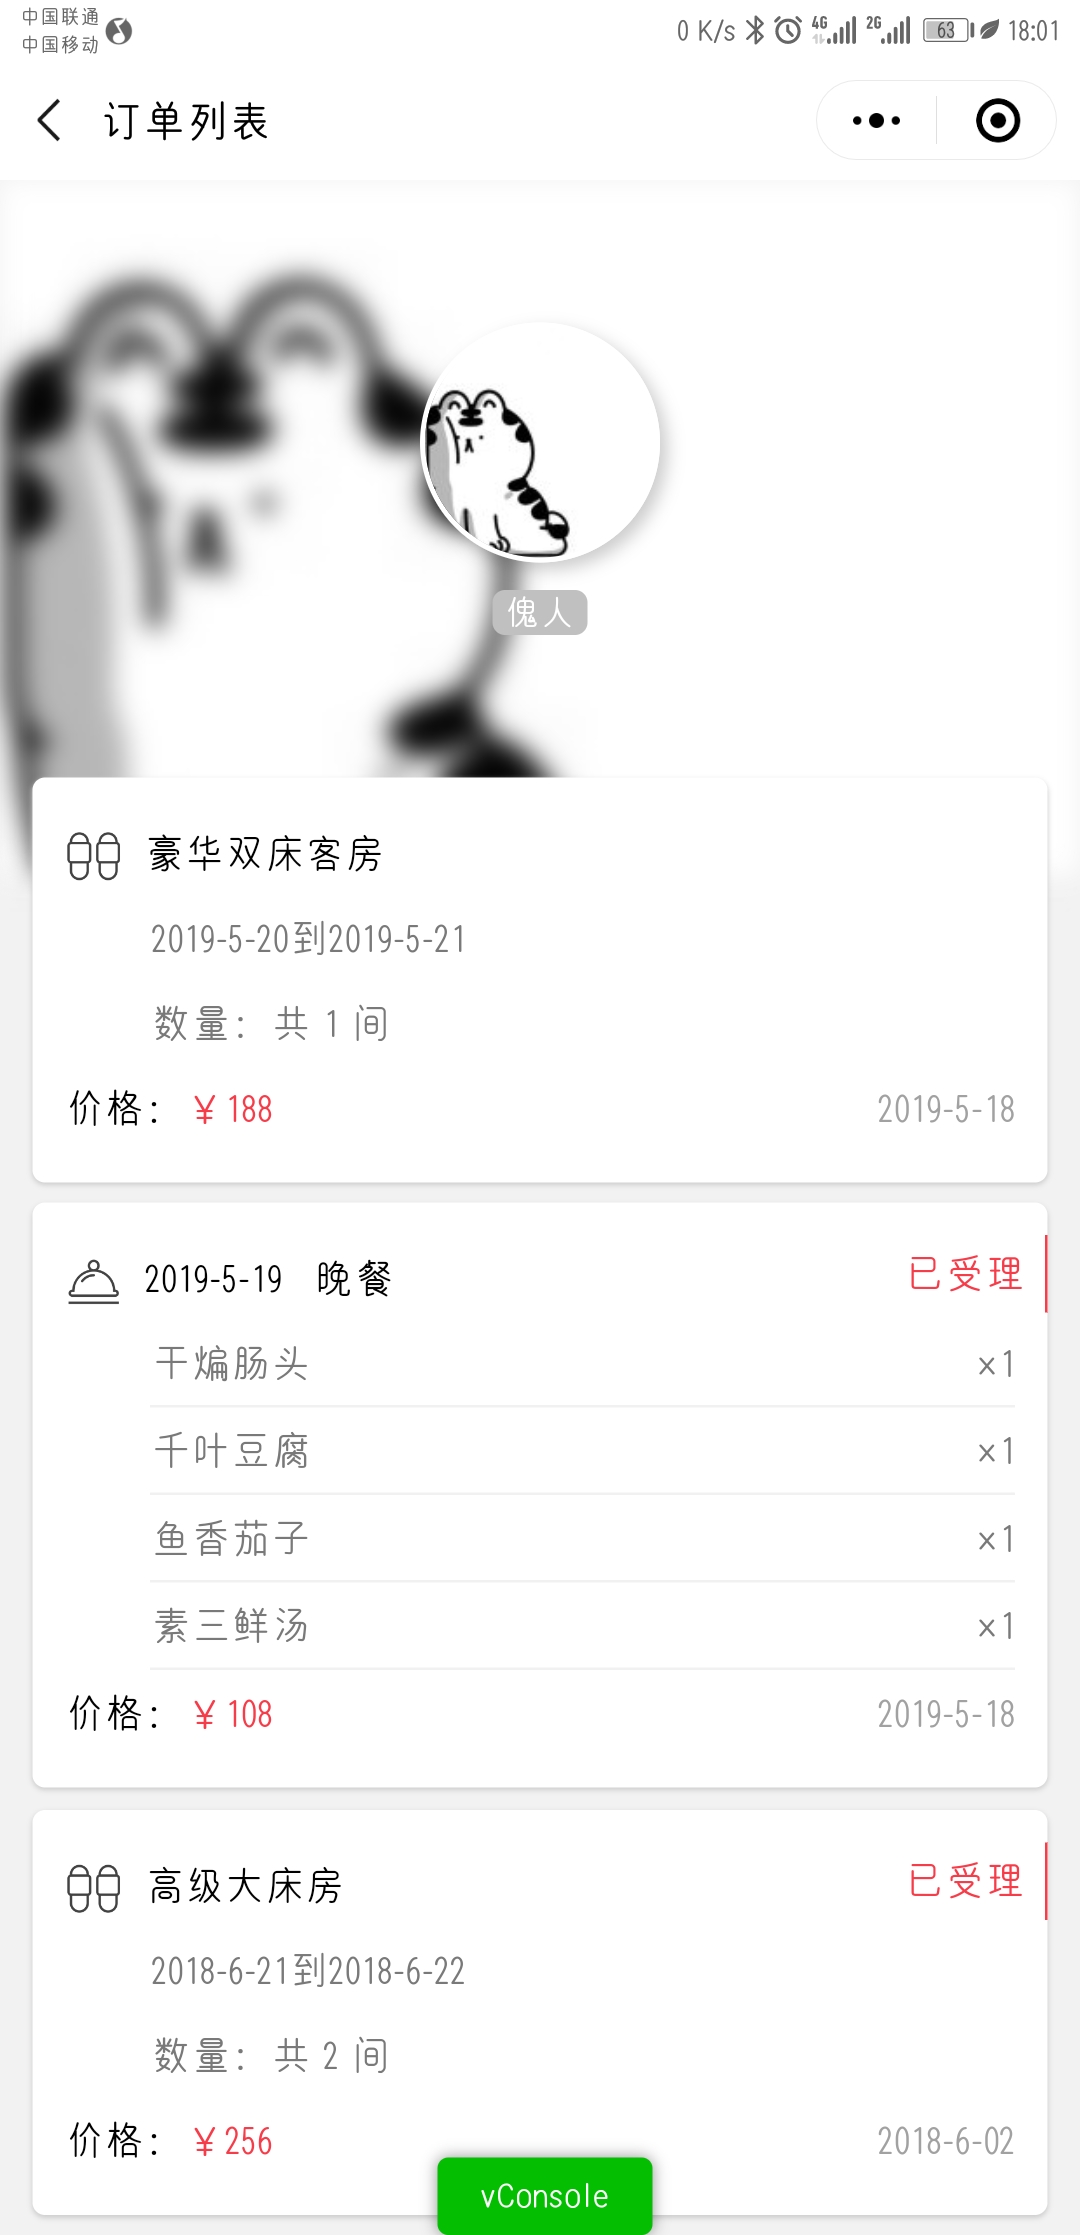 中国联通
中国移动
0 K/s 4G 2G 63 18:01
订单列表
傀人
豪华双床客房
2019-5-20到2019-5-21
数量：共 1 间
价格：￥188 2019-5-18
2019-5-19 晚餐 已受理
干煸肠头 ×1
千叶豆腐 ×1
鱼香茄子 ×1
素三鲜汤 ×1
价格：￥108 2019-5-18
高级大床房 已受理
2018-6-21到2018-6-22
数量：共 2 间
价格：￥256 2018-6-02
vConsole